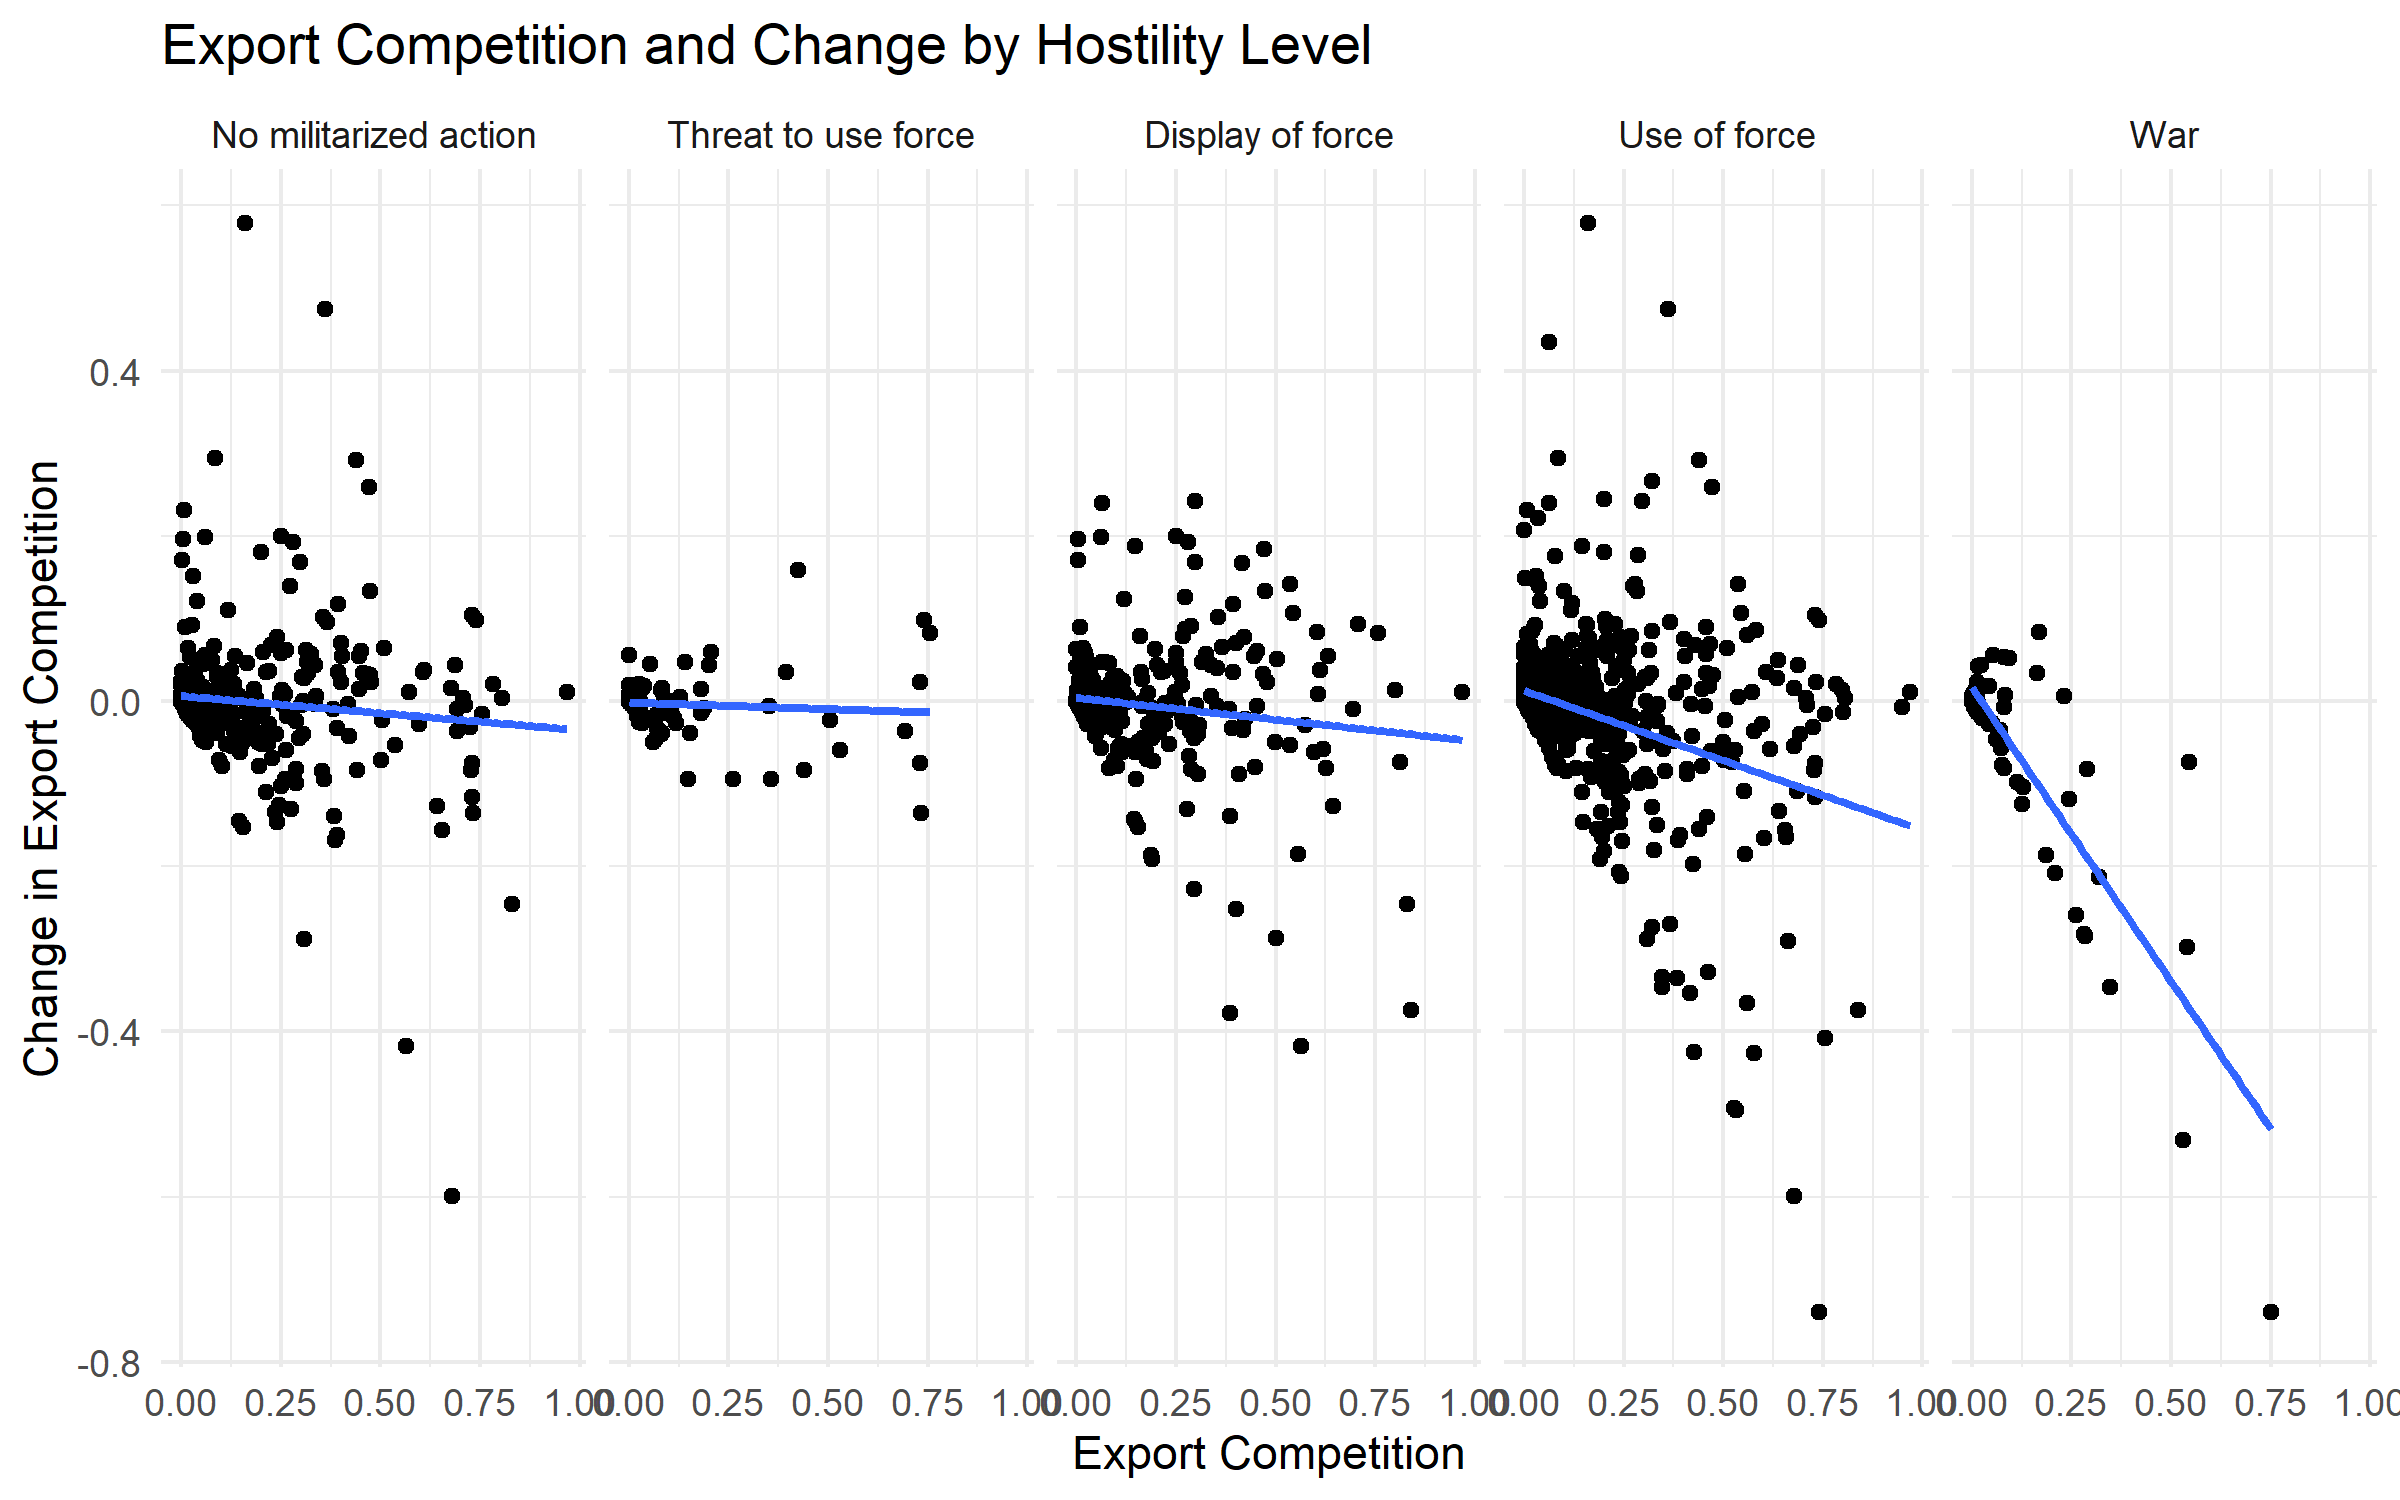 Export Competition and Change by Hostility Level
No militarized action Threat to use force Display of force Use of force War
0.4
0.0
-0.4
-0.8
Change in Export Competition
0.00 0.25 0.50 0.75 1.00 0.00 0.25 0.50 0.75 1.00 0.00 0.25 0.50 0.75 1.00 0.00 0.25 0.50 0.75 1.00 0.00 0.25 0.50 0.75 1.00
Export Competition